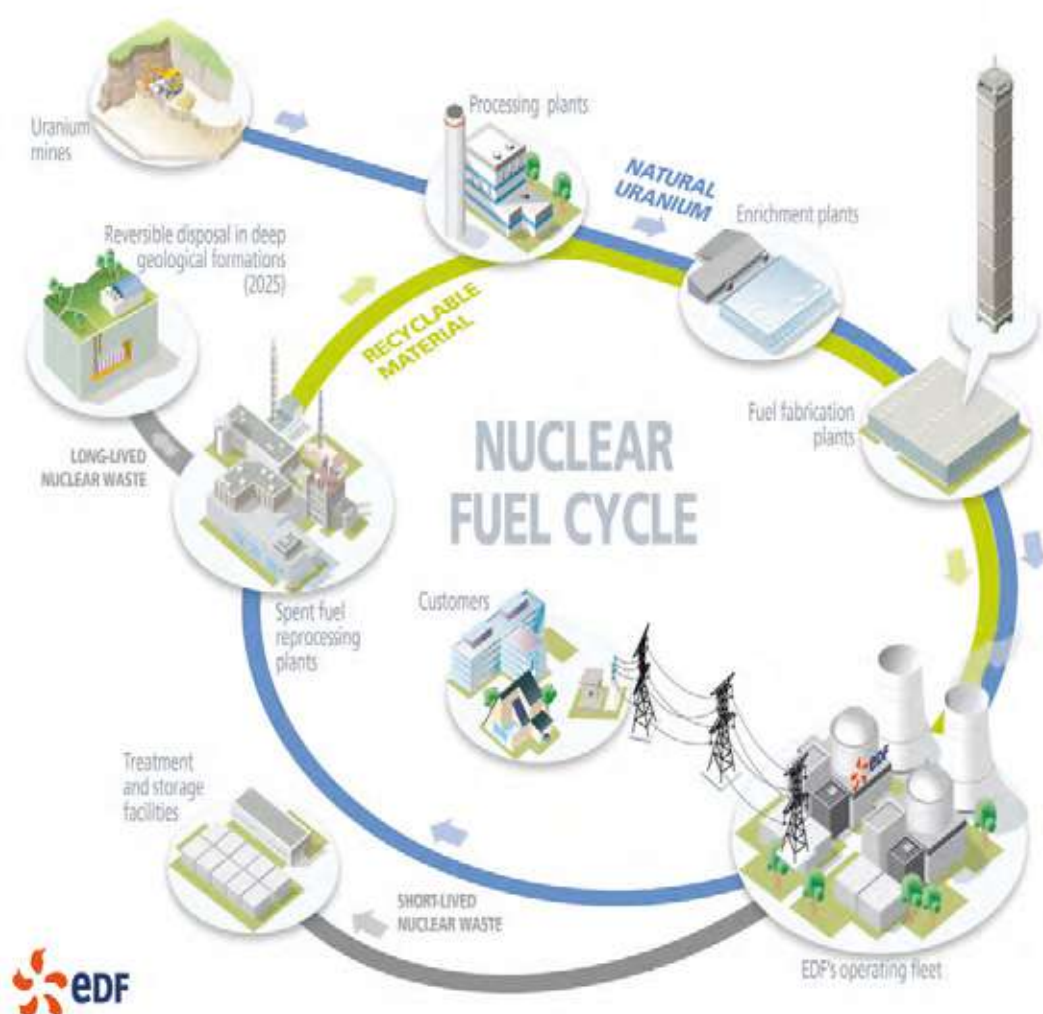 Uranium
mines
Processing plants
NATURAL
URANIUM
Enrichment plants
Reversible disposal in deep
geological formations
(2025)
RECYCLABLE
MATERIAL
Fuel fabrication
plants
LONG-LIVED
NUCLEAR WASTE
NUCLEAR
FUEL CYCLE
Customers
Spent fuel
reprocessing
plants
Treatment
and storage
facilities
eDF
SHORT-LIVED
NUCLEAR WASTE
EDF's operating fleet
eDF